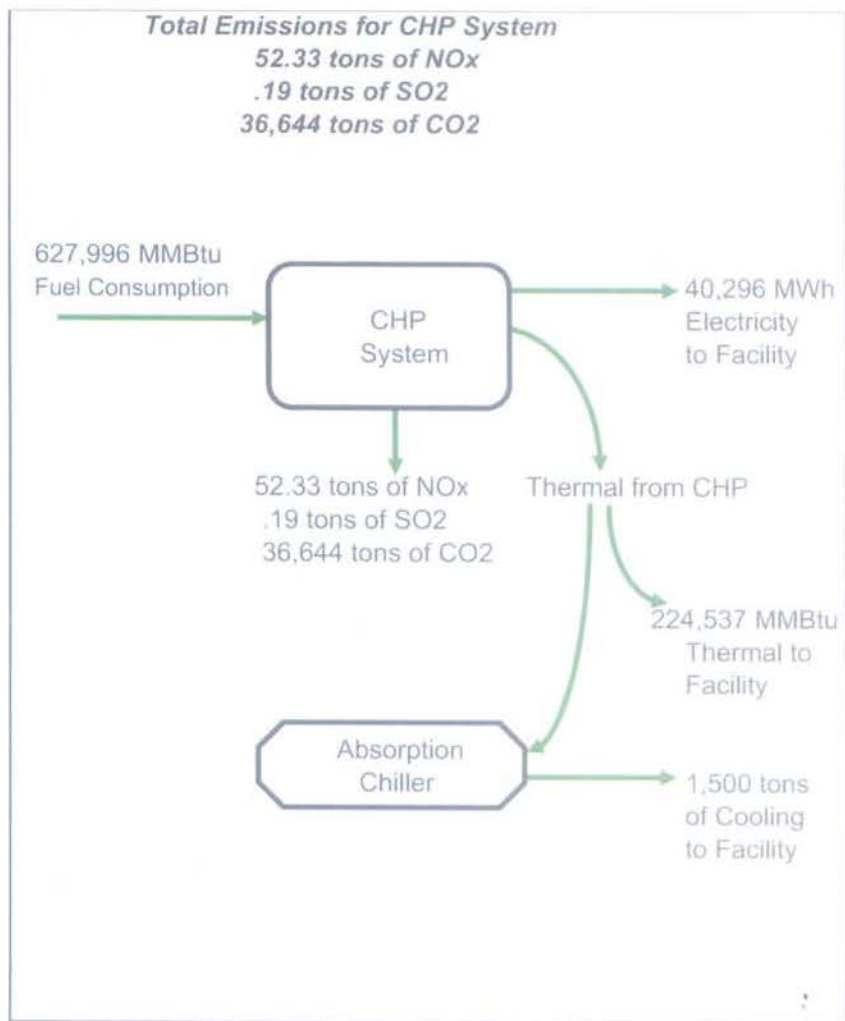 Total Emissions for CHP System
52.33 tons of NOx
.19 tons of SO2
36,644 tons of CO2
627,996 MMBtu
Fuel Consumption
CHP
System
40,296 MWh
Electricity
to Facility
52.33 tons of NOx
.19 tons of SO2
36,644 tons of CO2
Thermal from CHP
224,537 MMBtu
Thermal to
Facility
Absorption
Chiller
1,500 tons
of Cooling
to Facility